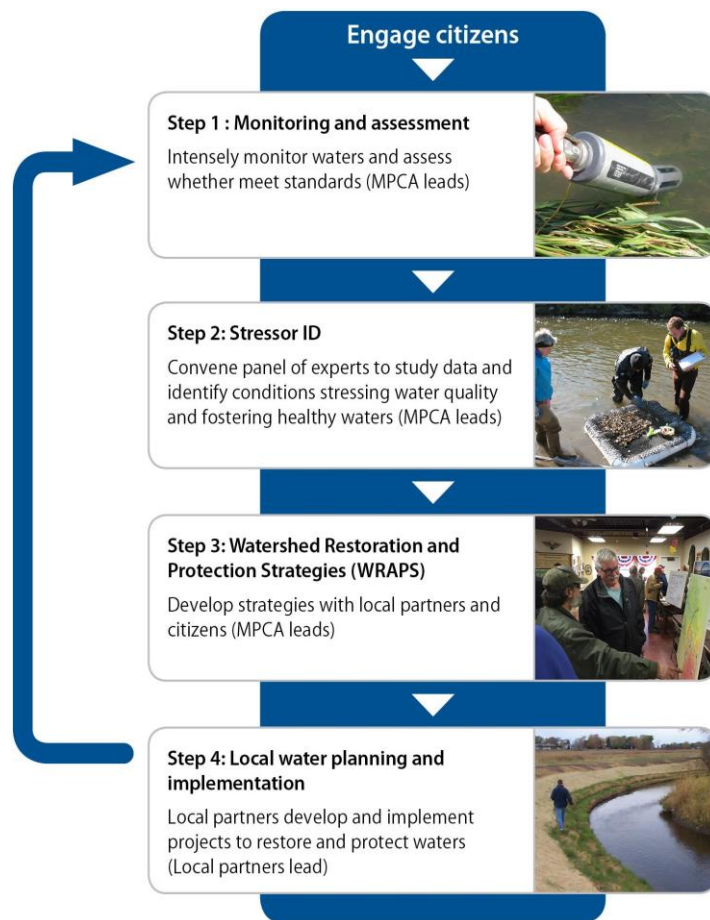 Engage citizens
Step 1 : Monitoring and assessment
Intensely monitor waters and assess
whether meet standards (MPCA leads)
Step 2: Stressor ID
Convene panel of experts to study data and
identify conditions stressing water quality
and fostering healthy waters (MPCA leads)
Step 3: Watershed Restoration and
Protection Strategies (WRAPS)
Develop strategies with local partners and
citizens (MPCA leads)
Step 4: Local water planning and
implementation
Local partners develop and implement
projects to restore and protect waters
(Local partners lead)